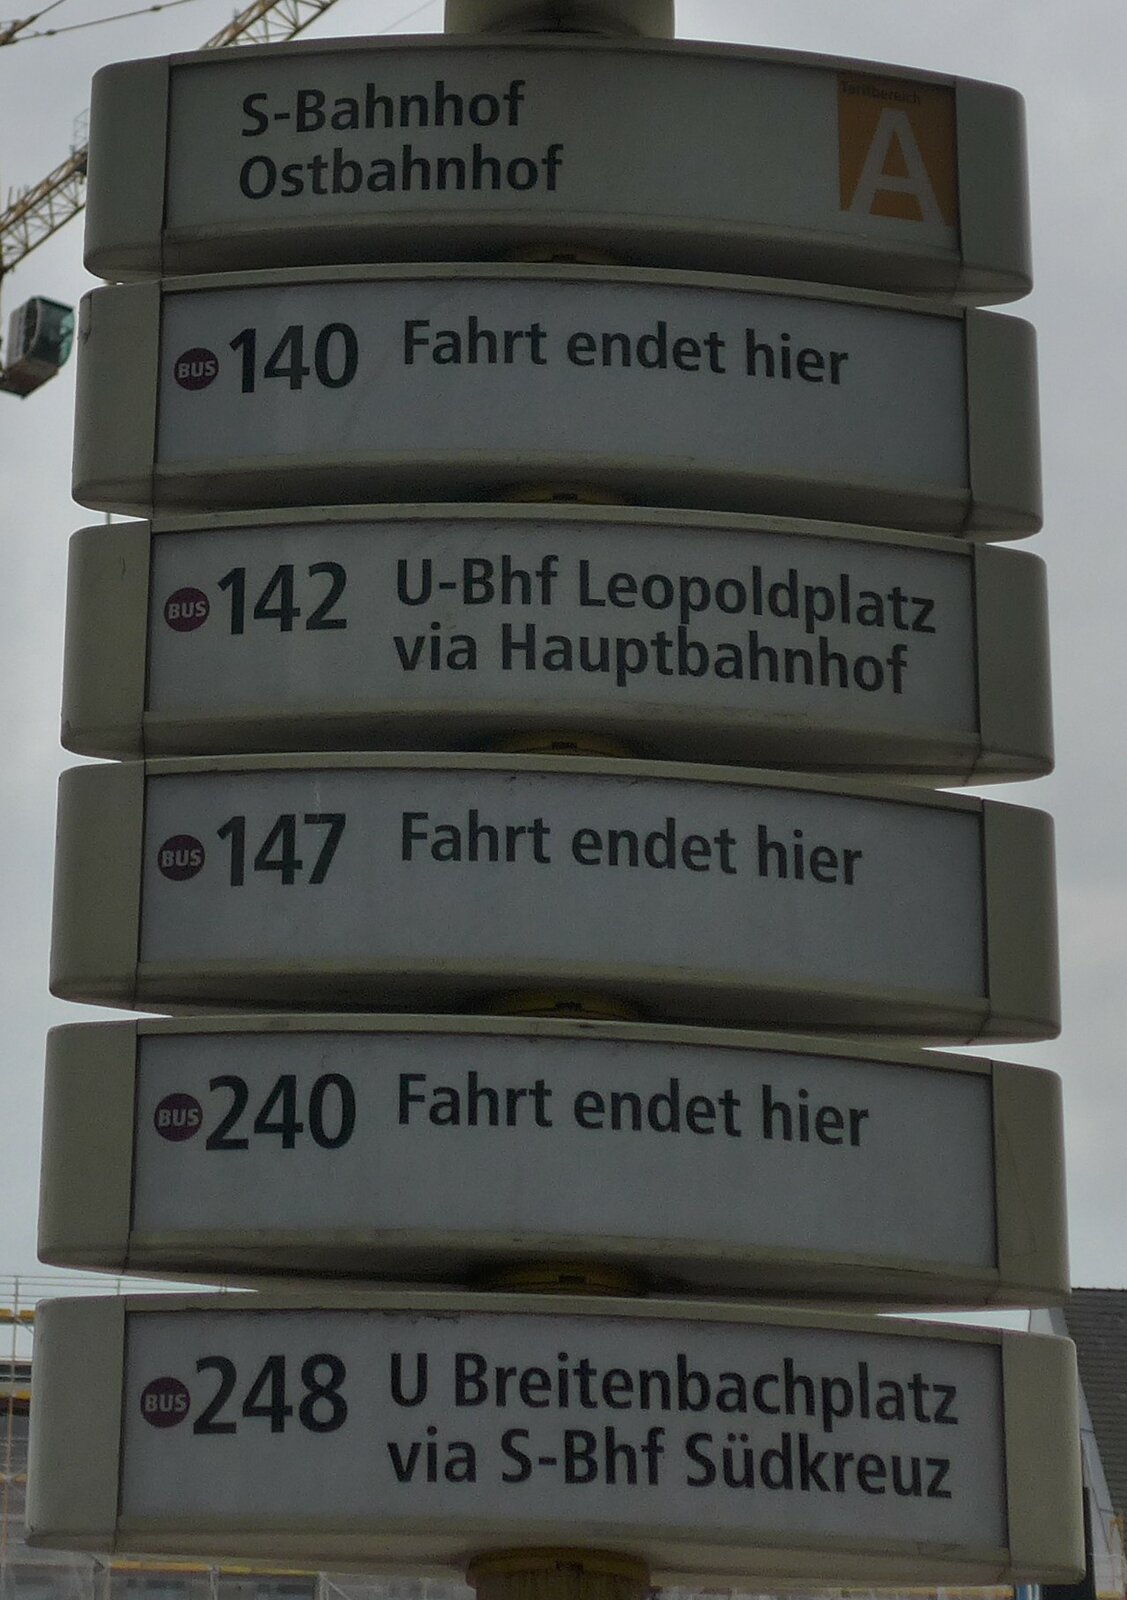 S-Bahnhof
Ostbahnhof
Tarifbereich
A
BUS 140 Fahrt endet hier
BUS 142 U-Bhf Leopoldplatz
via Hauptbahnhof
BUS 147 Fahrt endet hier
BUS 240 Fahrt endet hier
BUS 248 U Breitenbachplatz
via S-Bhf Südkreuz